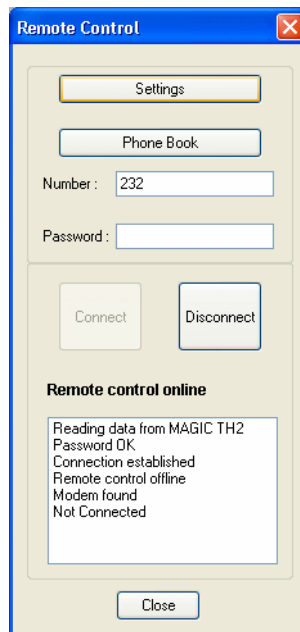 Remote Control
Settings
Phone Book
Number : 232
Password :
Connect Disconnect
Remote control online
Reading data from MAGIC TH2
Password OK
Connection established
Remote control offline
Modem found
Not Connected
Close